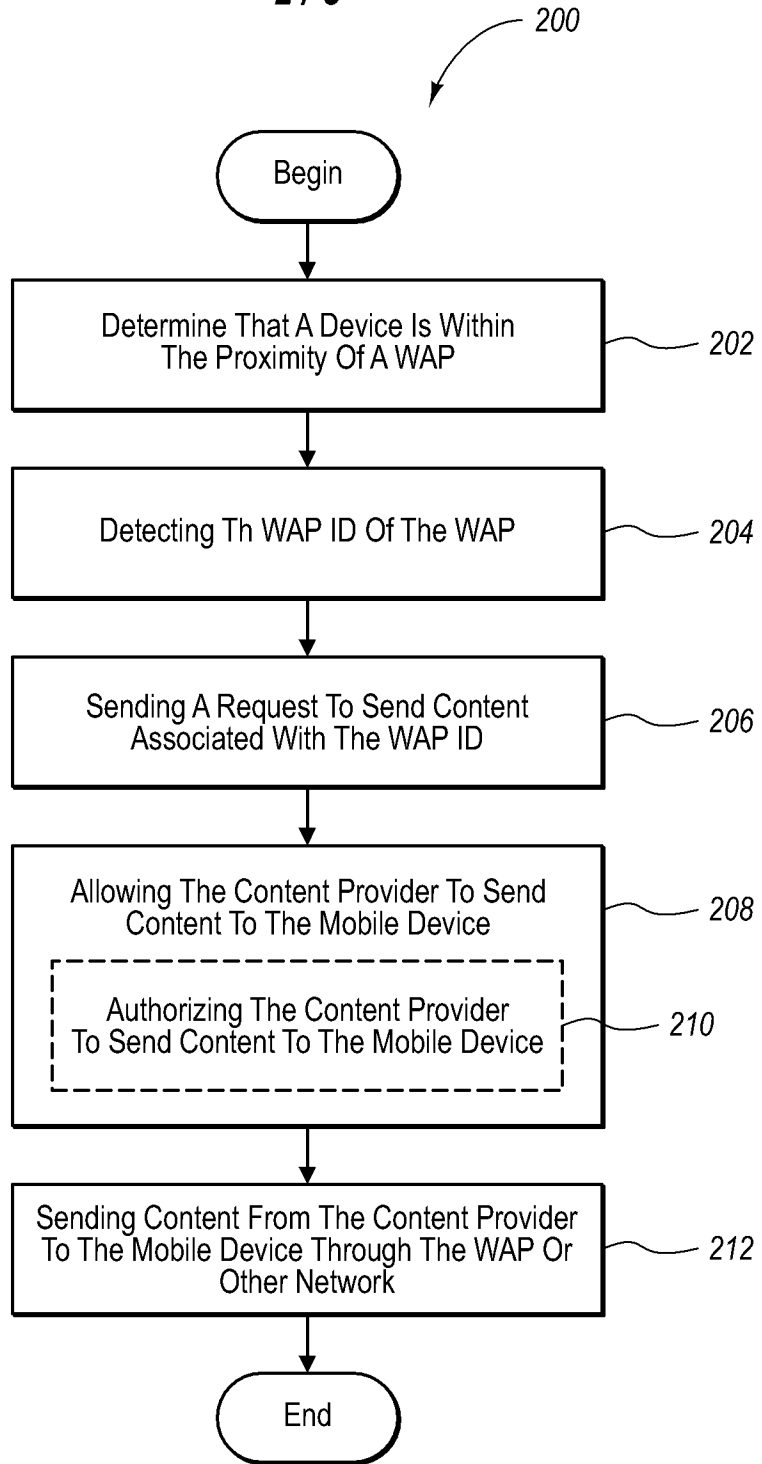 200
Begin
Determine That A Device Is Within
The Proximity Of A WAP
202
Detecting Th WAP ID Of The WAP
204
Sending A Request To Send Content
Associated With The WAP ID
206
Allowing The Content Provider To Send
Content To The Mobile Device
208
Authorizing The Content Provider
To Send Content To The Mobile Device
210
Sending Content From The Content Provider
To The Mobile Device Through The WAP Or
Other Network
212
End